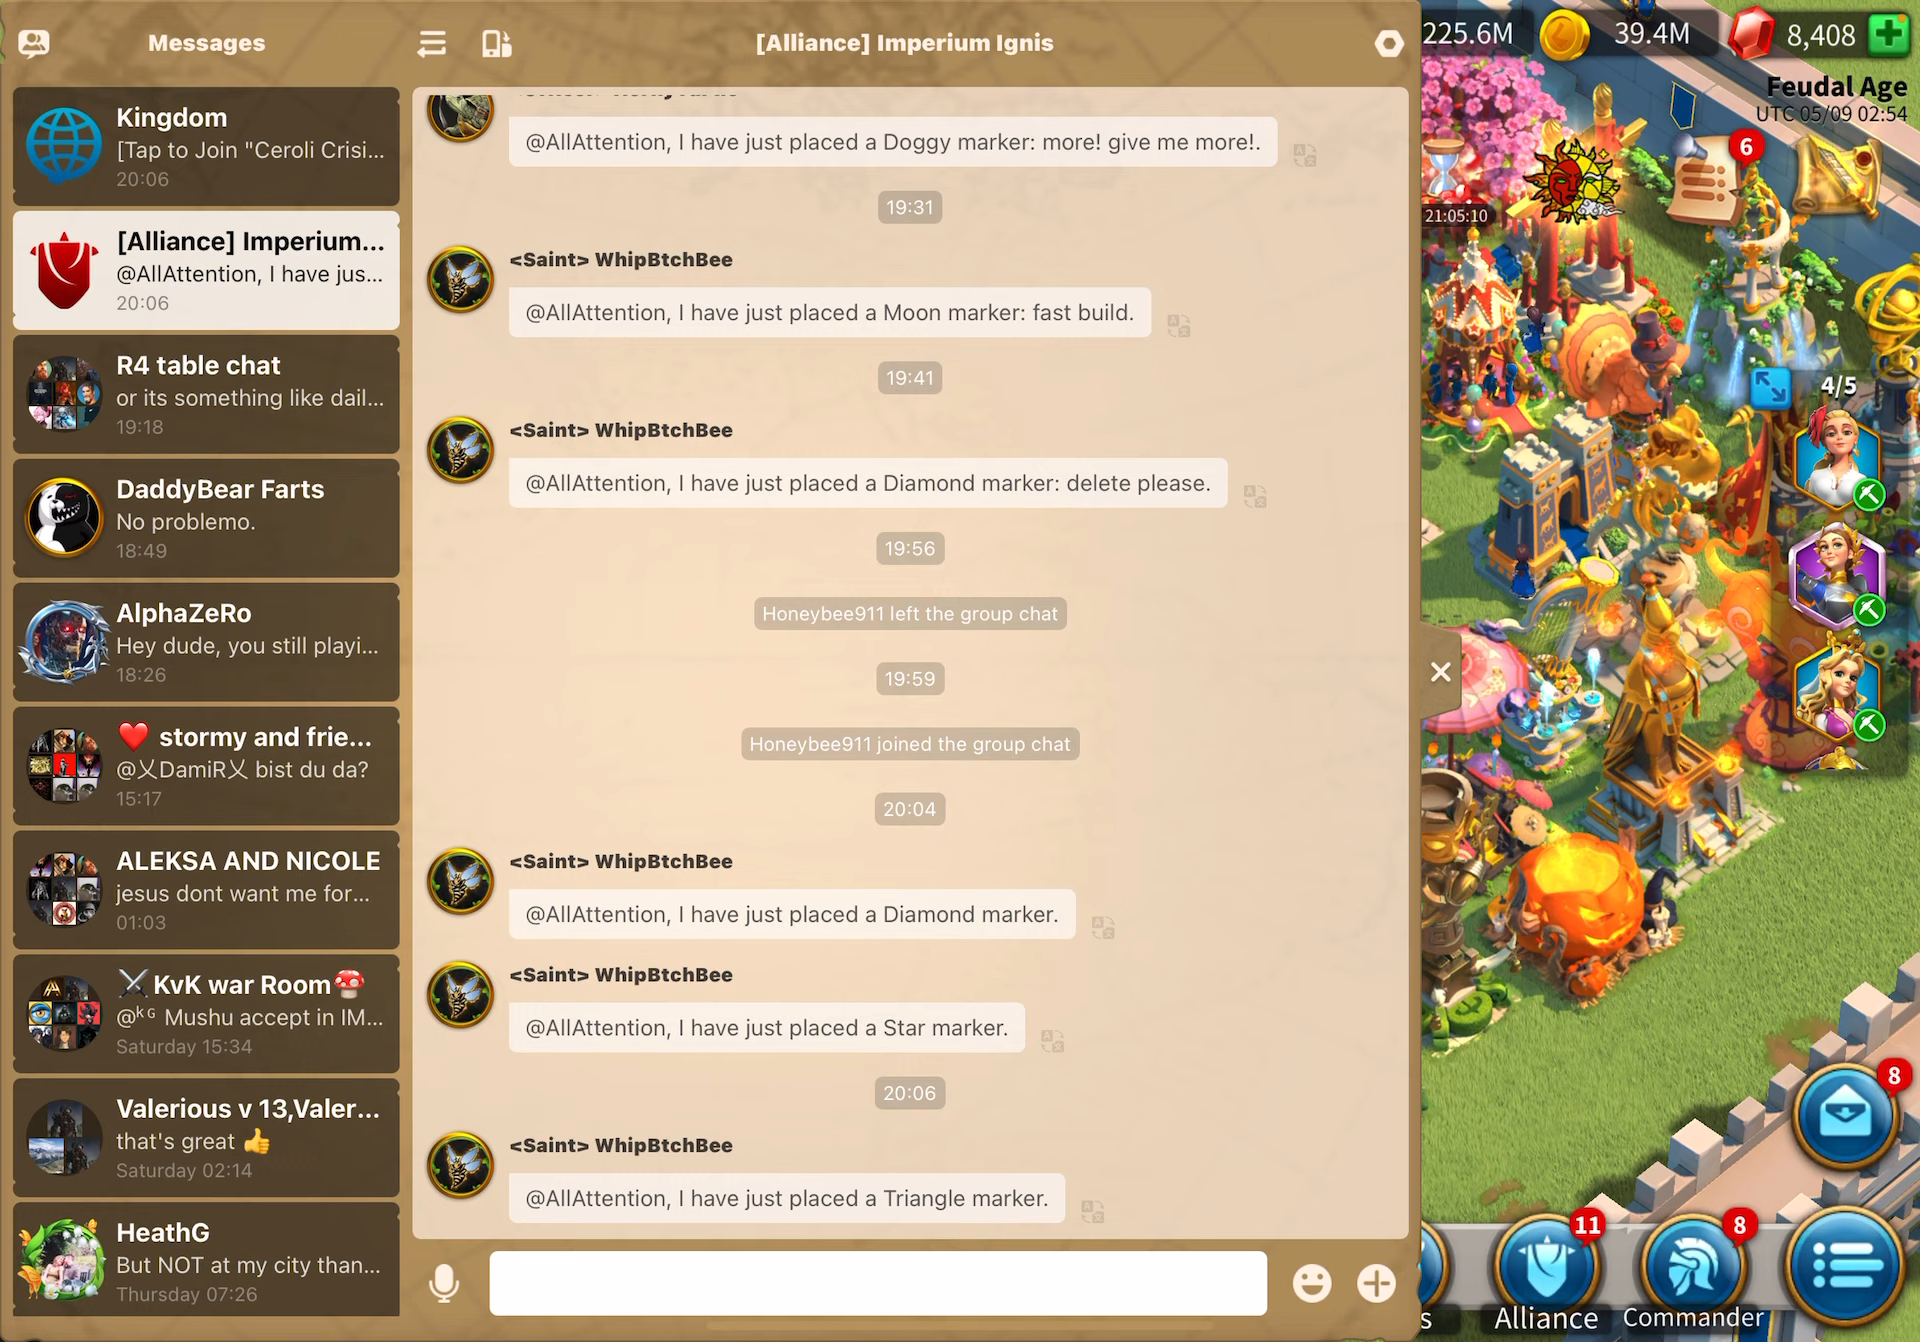 Messages
Kingdom
[Tap to Join "Ceroli Crisi...
20:06
[Alliance] Imperium...
@AllAttention, I have jus...
20:06
R4 table chat
or its something like dail...
19:18
DaddyBear Farts
No problemo.
18:49
AlphaZeRo
Hey dude, you still playi...
18:26
❤️ stormy and frie...
@乂DamiR乂 bist du da?
15:17
ALEKSA AND NICOLE
jesus dont want me for...
01:03
⚔KvK war Room🍄
@ᵏᴳ Mushu accept in IM...
Saturday 15:34
Valerious v 13,Valer...
that's great 👍
Saturday 02:14
HeathG
But NOT at my city than...
Thursday 07:26
[Alliance] Imperium Ignis
@AllAttention, I have just placed a Doggy marker: more! give me more!.
19:31
<Saint> WhipBtchBee
@AllAttention, I have just placed a Moon marker: fast build.
19:41
<Saint> WhipBtchBee
@AllAttention, I have just placed a Diamond marker: delete please.
19:56
Honeybee911 left the group chat
19:59
Honeybee911 joined the group chat
20:04
<Saint> WhipBtchBee
@AllAttention, I have just placed a Diamond marker.
<Saint> WhipBtchBee
@AllAttention, I have just placed a Star marker.
20:06
<Saint> WhipBtchBee
@AllAttention, I have just placed a Triangle marker.
225.6M
39.4M
8,408
Feudal Age
UTC 05/09 02:54
6
21:05:10
4/5
8
11
8
s
Alliance
Commander